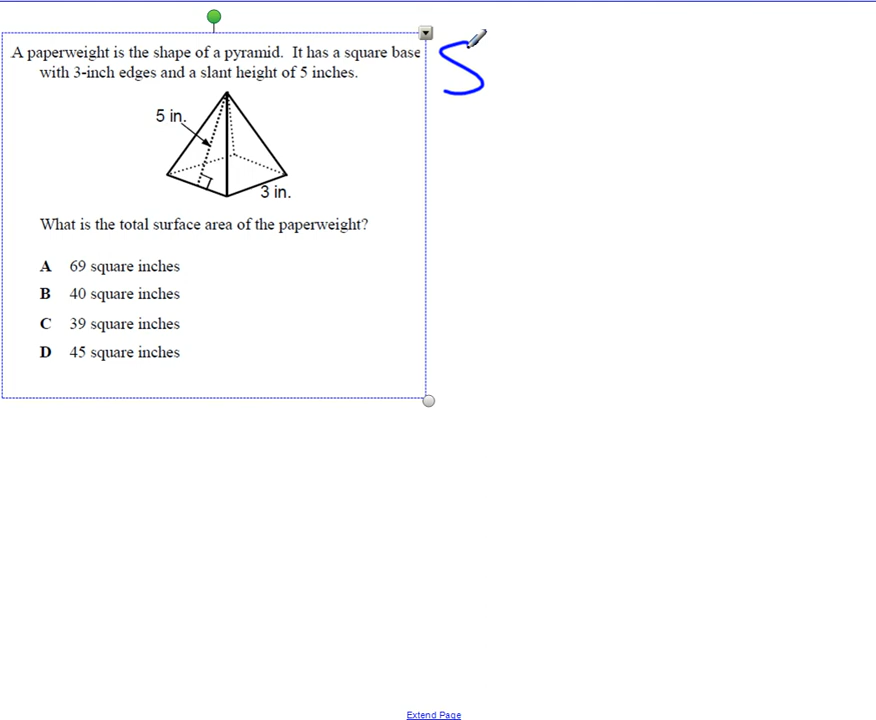 A paperweight is the shape of a pyramid. It has a square base
with 3-inch edges and a slant height of 5 inches.
S
5 in.
3 in.
What is the total surface area of the paperweight?
A 69 square inches
B 40 square inches
C 39 square inches
D 45 square inches
Extend Page